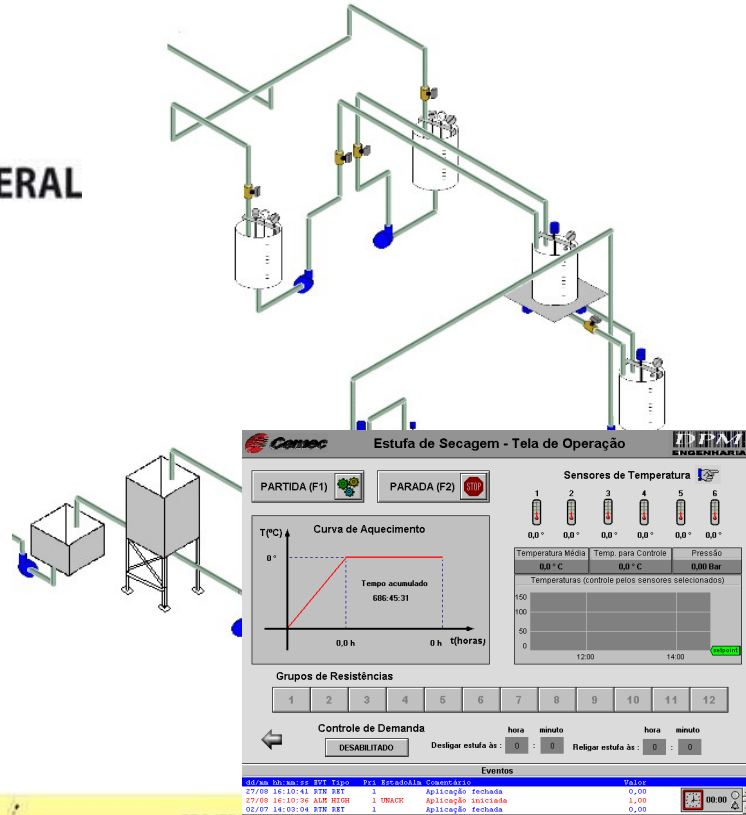 ERAL
Comec Estufa de Secagem - Tela de Operação DPM ENGENHARIA
PARTIDA (F1) PARADA (F2) STOP
Sensores de Temperatura
1 2 3 4 5 6
0,0 ° 0,0 ° 0,0 ° 0,0 ° 0,0 ° 0,0 °
T(ºC) Curva de Aquecimento
0 °
Tempo acumulado
686:45:31
0,0 h 0 h t(horas)
Temperatura Média Temp. para Controle Pressão
0,0 ° C 0,0 ° C 0,00 Bar
Temperaturas (controle pelos sensores selecionados)
150
100
50
0
setpoint
12:00 14:00
Grupos de Resistências
1 2 3 4 5 6 7 8 9 10 11 12
Controle de Demanda
DESABILITADO
hora minuto
Desligar estufa às : 0 : 0
hora minuto
Religar estufa às : 0 : 0
Eventos
dd/mm hh:mm:ss EVT Tipo Pri EstadoAlm Comentário Valor
27/08 16:10:41 RTN RET 1 Aplicação fechada 0,00
27/08 16:10:36 ALM HIGH 1 UNACK Aplicação iniciada 1,00
02/07 14:03:04 RTN RET 1 Aplicação fechada 0,00
00:00